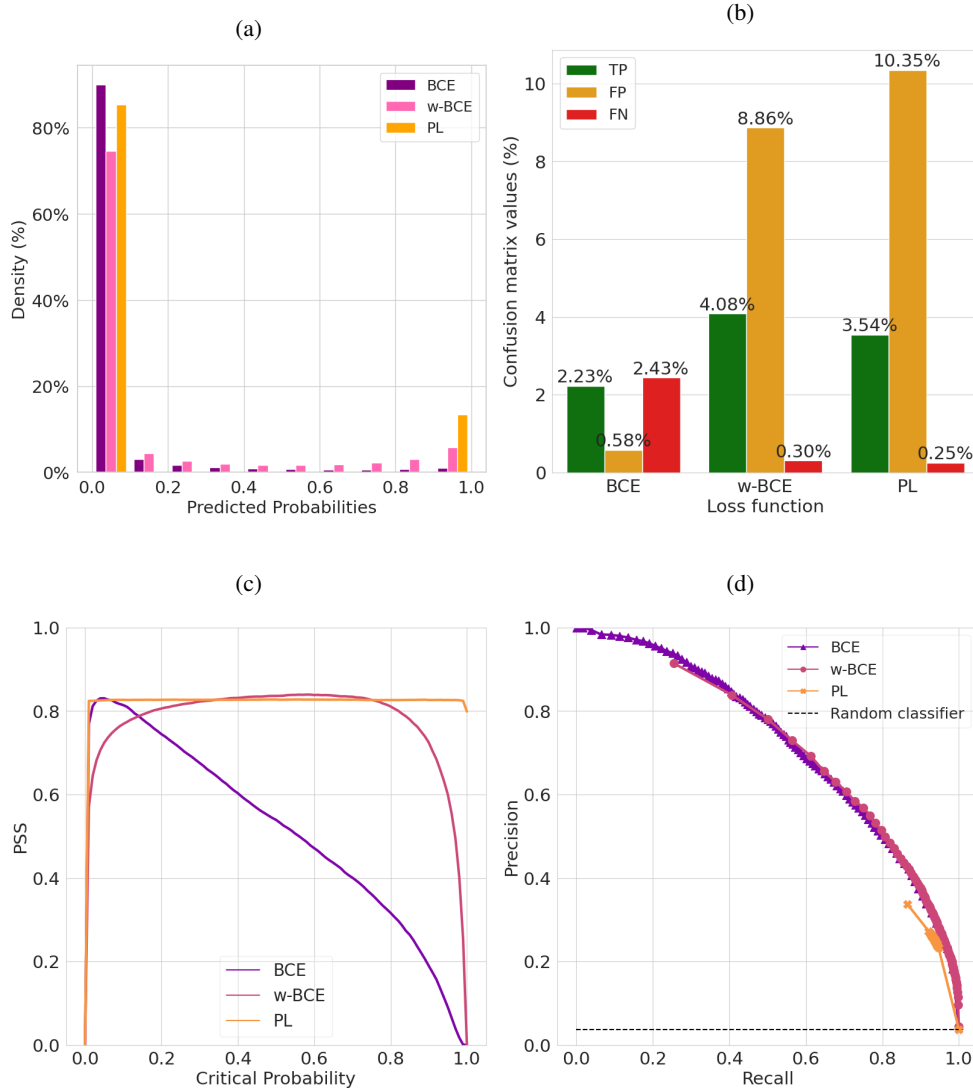 (a)
BCE
w-BCE
PL
80%
60%
40%
20%
0%
Density (%)
0.0 0.2 0.4 0.6 0.8 1.0
Predicted Probabilities
(b)
TP
FP
FN
10.35%
8.86%
4.08%
3.54%
2.23%
2.43%
0.58%
0.30%
0.25%
10
8
6
4
2
0
Confusion matrix values (%)
BCE w-BCE PL
Loss function
(c)
1.0
0.8
0.6
0.4
0.2
0.0
PSS
BCE
w-BCE
PL
0.0 0.2 0.4 0.6 0.8 1.0
Critical Probability
(d)
1.0
0.8
0.6
0.4
0.2
0.0
Precision
BCE
w-BCE
PL
Random classifier
0.0 0.2 0.4 0.6 0.8 1.0
Recall